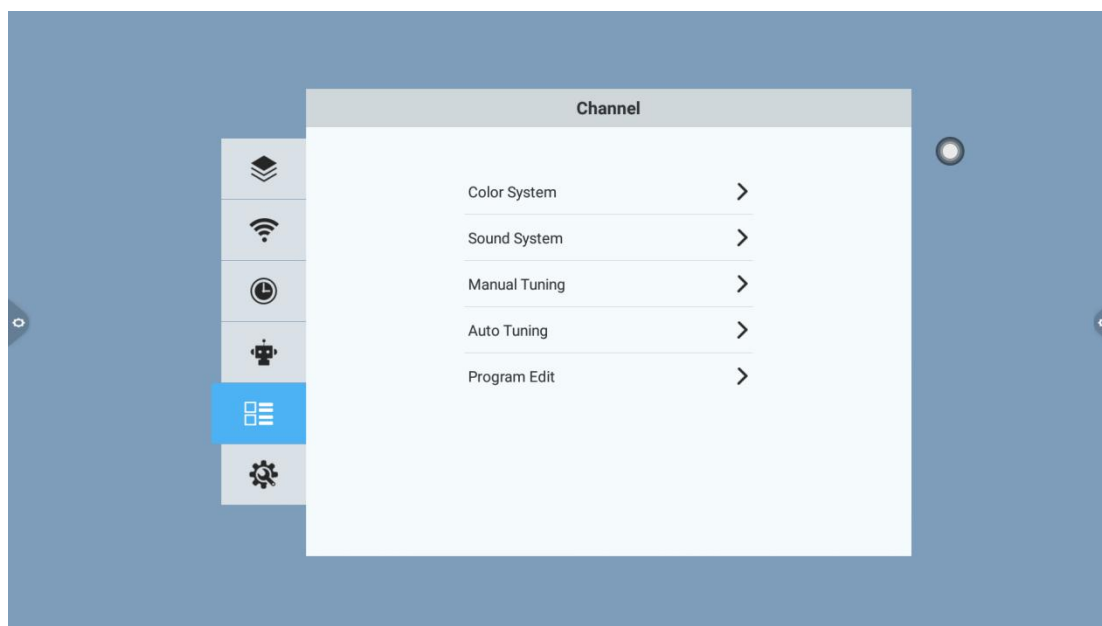 Channel
Color System
Sound System
Manual Tuning
Auto Tuning
Program Edit